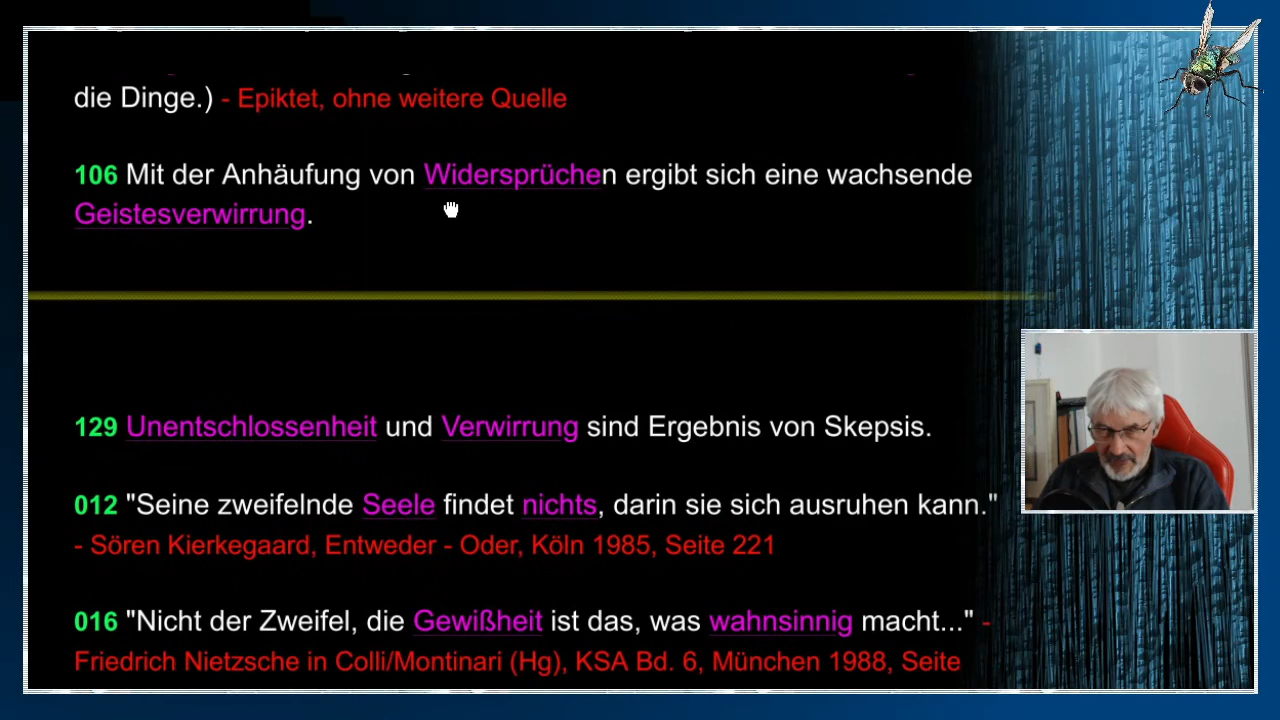 die Dinge.) - Epiktet, ohne weitere Quelle
106 Mit der Anhäufung von Widersprüchen ergibt sich eine wachsende
Geistesverwirrung.
129 Unentschlossenheit und Verwirrung sind Ergebnis von Skepsis.
012 "Seine zweifelnde Seele findet nichts, darin sie sich ausruhen kann."
- Sören Kierkegaard, Entweder - Oder, Köln 1985, Seite 221
016 "Nicht der Zweifel, die Gewißheit ist das, was wahnsinnig macht..." -
Friedrich Nietzsche in Colli/Montinari (Hg), KSA Bd. 6, München 1988, Seite